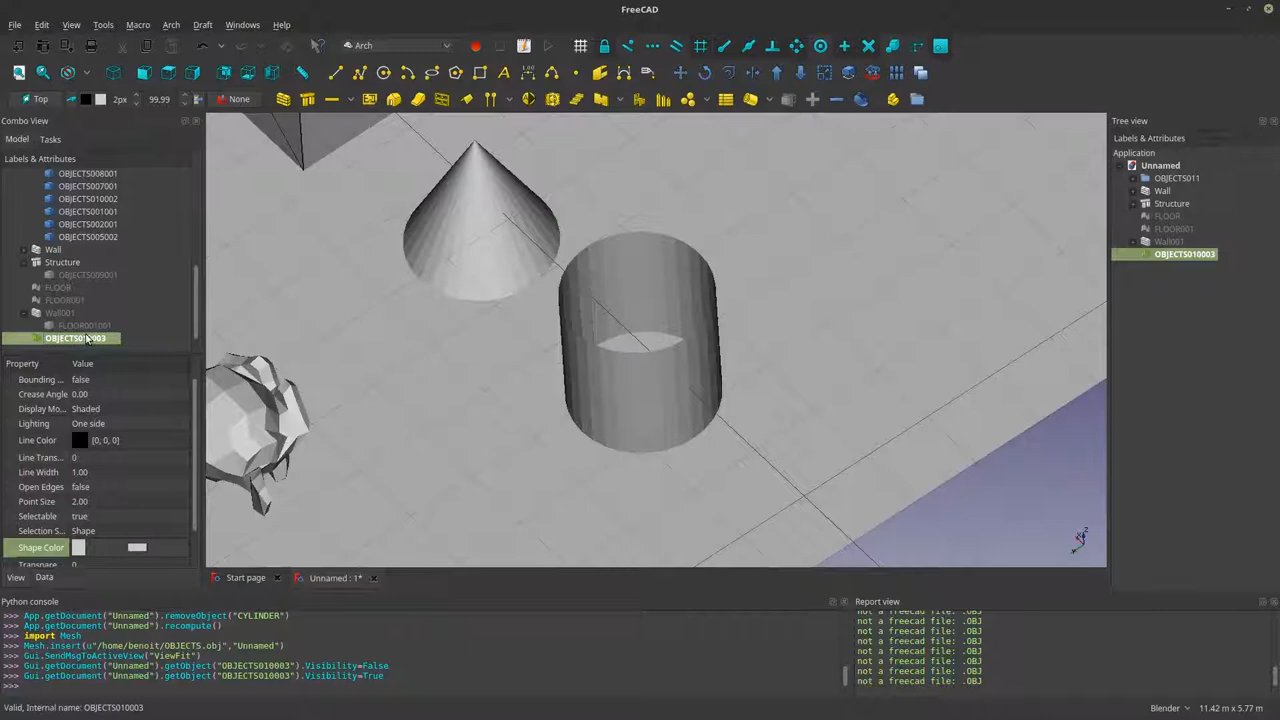 FreeCAD
File Edit View Tools Macro Arch Draft Windows Help
Arch
Top 2px 99.99 None
Combo View
Tree view
Model Tasks
Labels & Attributes
Labels & Attributes
Application
Unnamed
OBJECTS011
Wall
Structure
FLOOR
FLOOR001
Wall001
OBJECTS010003
OBJECTS008001
OBJECTS007001
OBJECTS010002
OBJECTS001001
OBJECTS002001
OBJECTS005002
Wall
Structure
OBJECTS009001
FLOOR
FLOOR001
Wall001
FLOOR001001
OBJECTS010003
Property Value
Bounding ... false
Crease Angle 0.00
Display Mo... Shaded
Lighting One side
Line Color [0, 0, 0]
Line Trans... 0
Line Width 1.00
Open Edges false
Point Size 2.00
Selectable true
Selection S... Shape
Shape Color
Transpare 0
View Data
Start page Unnamed : 1*
Python console
>>> App.getDocument("Unnamed").removeObject("CYLINDER")
>>> App.getDocument("Unnamed").recompute()
>>> import Mesh
>>> Mesh.insert(u"/home/benoit/OBJECTS.obj","Unnamed")
>>> Gui.SendMsgToActiveView("ViewFit")
>>> Gui.getDocument("Unnamed").getObject("OBJECTS010003").Visibility=False
>>> Gui.getDocument("Unnamed").getObject("OBJECTS010003").Visibility=True
>>>
Report view
not a freecad file: .OBJ
not a freecad file: .OBJ
not a freecad file: .OBJ
not a freecad file: .OBJ
not a freecad file: .OBJ
not a freecad file: .OBJ
not a freecad file: .OBJ
not a freecad file: .OBJ
Valid, Internal name: OBJECTS010003
Blender 11.42 m x 5.77 m